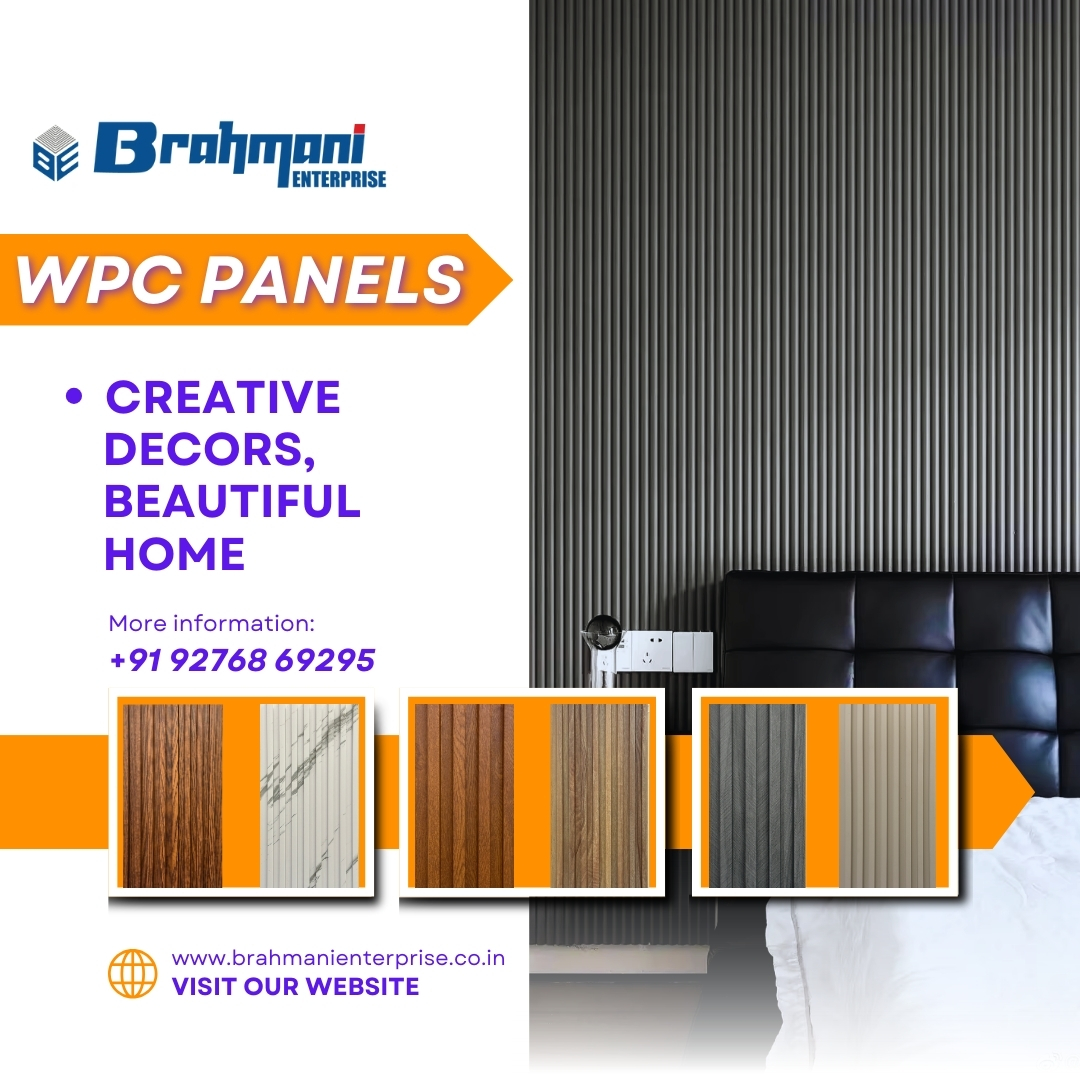 BE
Brahmani
ENTERPRISE
WPC PANELS
• CREATIVE
DECORS,
BEAUTIFUL
HOME
More information:
+91 92768 69295
www.brahmanienterprise.co.in
VISIT OUR WEBSITE